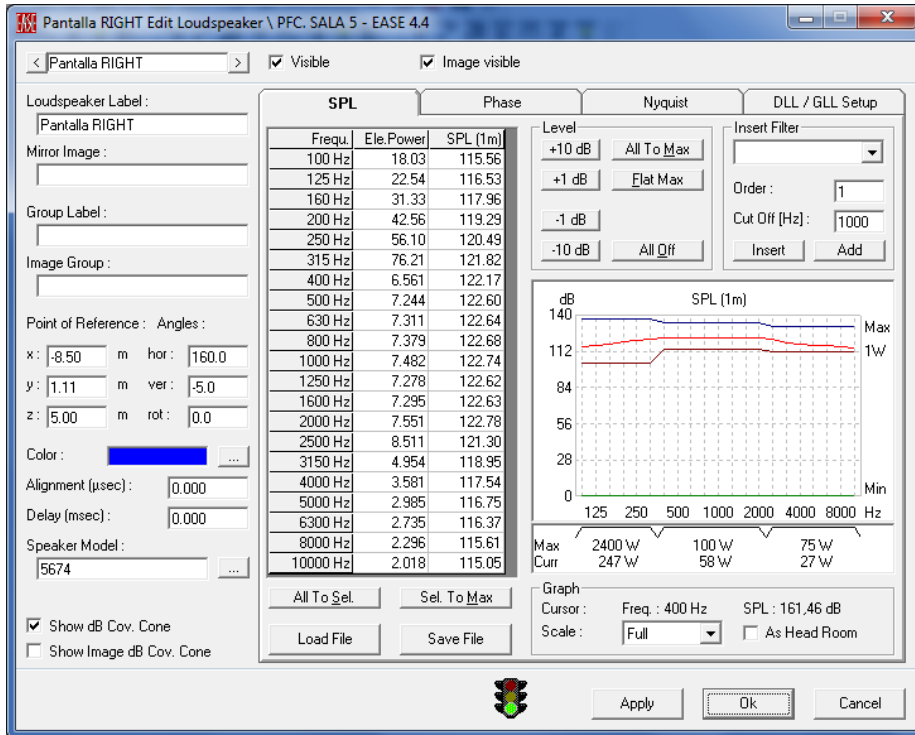 Pantalla RIGHT Edit Loudspeaker \ PFC. SALA 5 - EASE 4.4
< Pantalla RIGHT > Visible Image visible
Loudspeaker Label :
Pantalla RIGHT
Mirror Image :
Group Label :
Image Group :
Point of Reference : Angles :
x : -8.50 m hor : 160.0
y : 1.11 m ver : -5.0
z : 5.00 m rot : 0.0
Color : ...
Alignment (µsec) : 0.000
Delay (msec) : 0.000
Speaker Model :
5674 ...
Show dB Cov. Cone
Show Image dB Cov. Cone
SPL Phase Nyquist DLL / GLL Setup
Frequ. Ele.Power SPL (1m)
100 Hz 18.03 115.56
125 Hz 22.54 116.53
160 Hz 31.33 117.96
200 Hz 42.56 119.29
250 Hz 56.10 120.49
315 Hz 76.21 121.82
400 Hz 6.561 122.17
500 Hz 7.244 122.60
630 Hz 7.311 122.64
800 Hz 7.379 122.68
1000 Hz 7.482 122.74
1250 Hz 7.278 122.62
1600 Hz 7.295 122.63
2000 Hz 7.551 122.78
2500 Hz 8.511 121.30
3150 Hz 4.954 118.95
4000 Hz 3.581 117.54
5000 Hz 2.985 116.75
6300 Hz 2.735 116.37
8000 Hz 2.296 115.61
10000 Hz 2.018 115.05
All To Sel. Sel. To Max
Load File Save File
Level
+10 dB All To Max
+1 dB Flat Max
-1 dB
-10 dB All Off
Insert Filter
Order : 1
Cut Off [Hz] : 1000
Insert Add
dB SPL (1m)
140 Max
112 1W
84
56
28
0 Min
125 250 500 1000 2000 4000 8000 Hz
Max 2400 W 100 W 75 W
Curr 247 W 58 W 27 W
Graph
Cursor : Freq. : 400 Hz SPL : 161,46 dB
Scale : Full As Head Room
Apply Ok Cancel